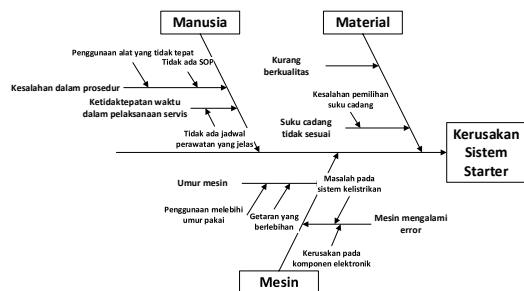 Manusia
Material
Penggunaan alat yang tidak tepat
Tidak ada SOP
Kesalahan dalam prosedur
Ketidaktepatan waktu
dalam pelaksanaan servis
Tidak ada jadwal
perawatan yang jelas
Kurang
berkualitas
Kesalahan pemilihan
suku cadang
Suku cadang
tidak sesuai
Kerusakan
Sistem
Starter
Umur mesin
Penggunaan melebihi
umur pakai
Getaran yang
berlebihan
Masalah pada
sistem kelistrikan
Mesin mengalami
error
Kerusakan pada
komponen elektronik
Mesin